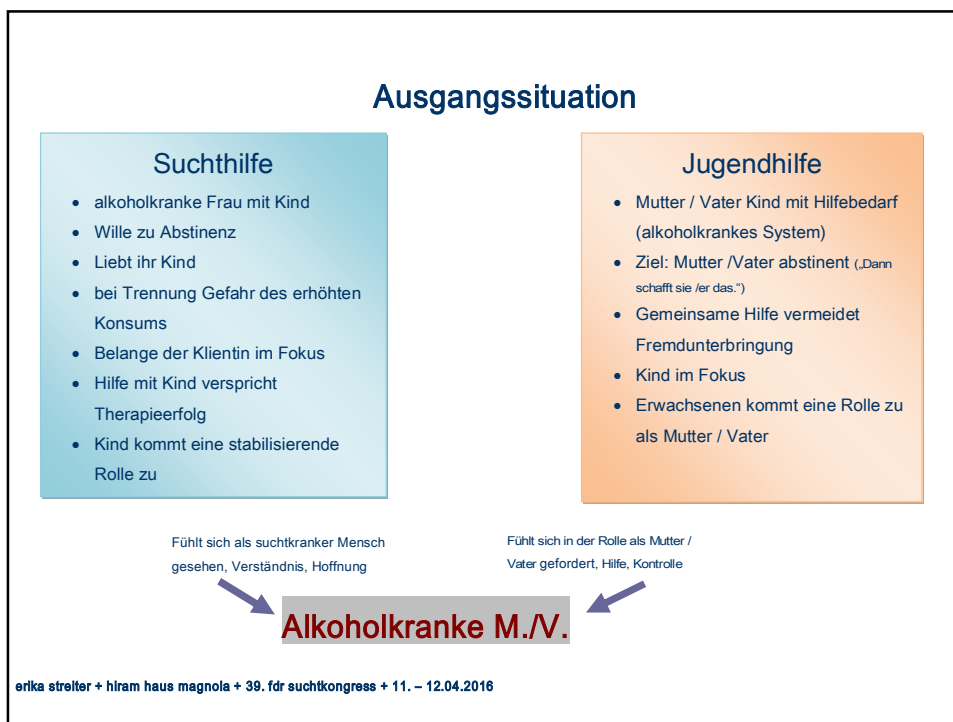 Ausgangssituation
Suchthilfe
• alkoholkranke Frau mit Kind
• Wille zu Abstinenz
• Liebt ihr Kind
• bei Trennung Gefahr des erhöhten
Konsums
• Belange der Klientin im Fokus
• Hilfe mit Kind verspricht
Therapieerfolg
• Kind kommt eine stabilisierende
Rolle zu
Jugendhilfe
• Mutter / Vater Kind mit Hilfebedarf
(alkoholkrankes System)
• Ziel: Mutter /Vater abstinent („Dann
schafft sie /er das.“)
• Gemeinsame Hilfe vermeidet
Fremdunterbringung
• Kind im Fokus
• Erwachsenen kommt eine Rolle zu
als Mutter / Vater
Fühlt sich als suchtkranker Mensch
gesehen, Verständnis, Hoffnung
Fühlt sich in der Rolle als Mutter /
Vater gefordert, Hilfe, Kontrolle
Alkoholkranke M./V.
erika streiter + hiram haus magnola + 39. fdr suchtkongress + 11. – 12.04.2016